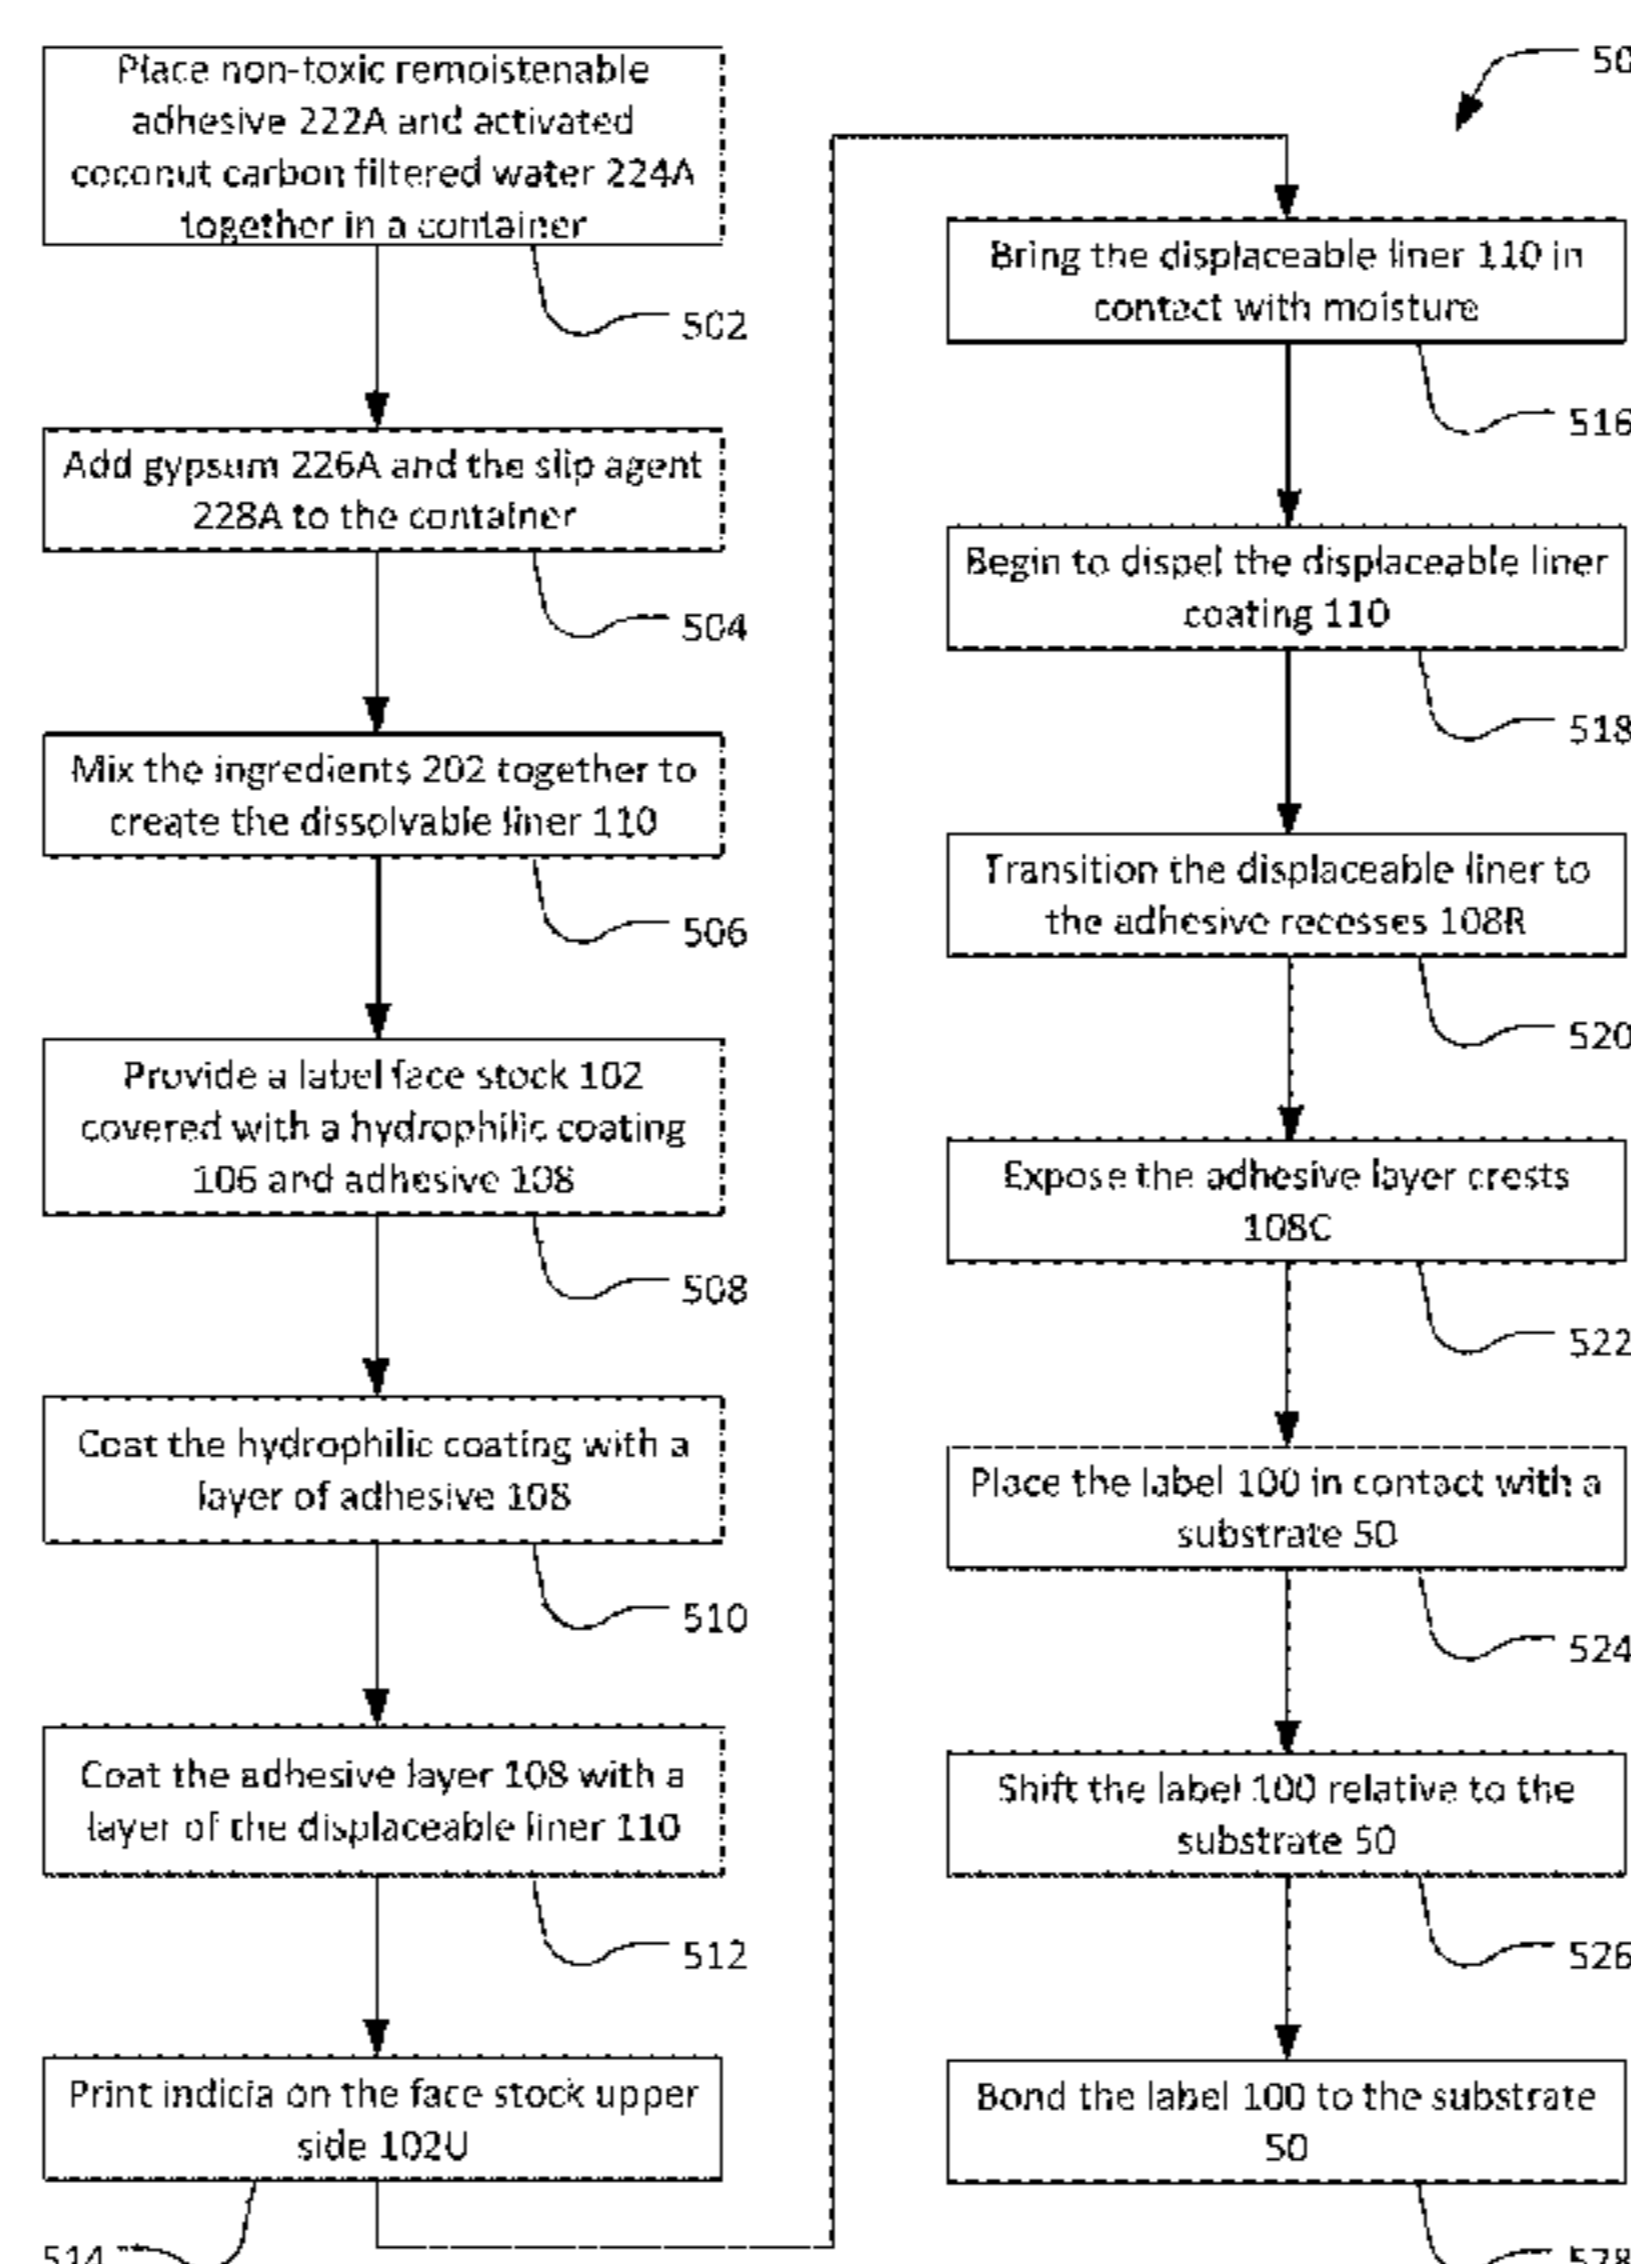 Place non-toxic remoistenable
adhesive 222A and activated
coconut carbon filtered water 224A
together in a container
502
Add gypsum 226A and the slip agent
228A to the container
504
Mix the ingredients 202 together to
create the dissolvable liner 110
506
Provide a label face stock 102
covered with a hydrophilic coating
106 and adhesive 108
508
Coat the hydrophilic coating with a
layer of adhesive 108
510
Coat the adhesive layer 108 with a
layer of the displaceable liner 110
512
Print indicia on the face stock upper
side 102U
514
50
Bring the displaceable liner 110 in
contact with moisture
516
Begin to dispel the displaceable liner
coating 110
518
Transition the displaceable liner to
the adhesive recesses 108R
520
Expose the adhesive layer crests
108C
522
Place the label 100 in contact with a
substrate 50
524
Shift the label 100 relative to the
substrate 50
526
Bond the label 100 to the substrate
50
528